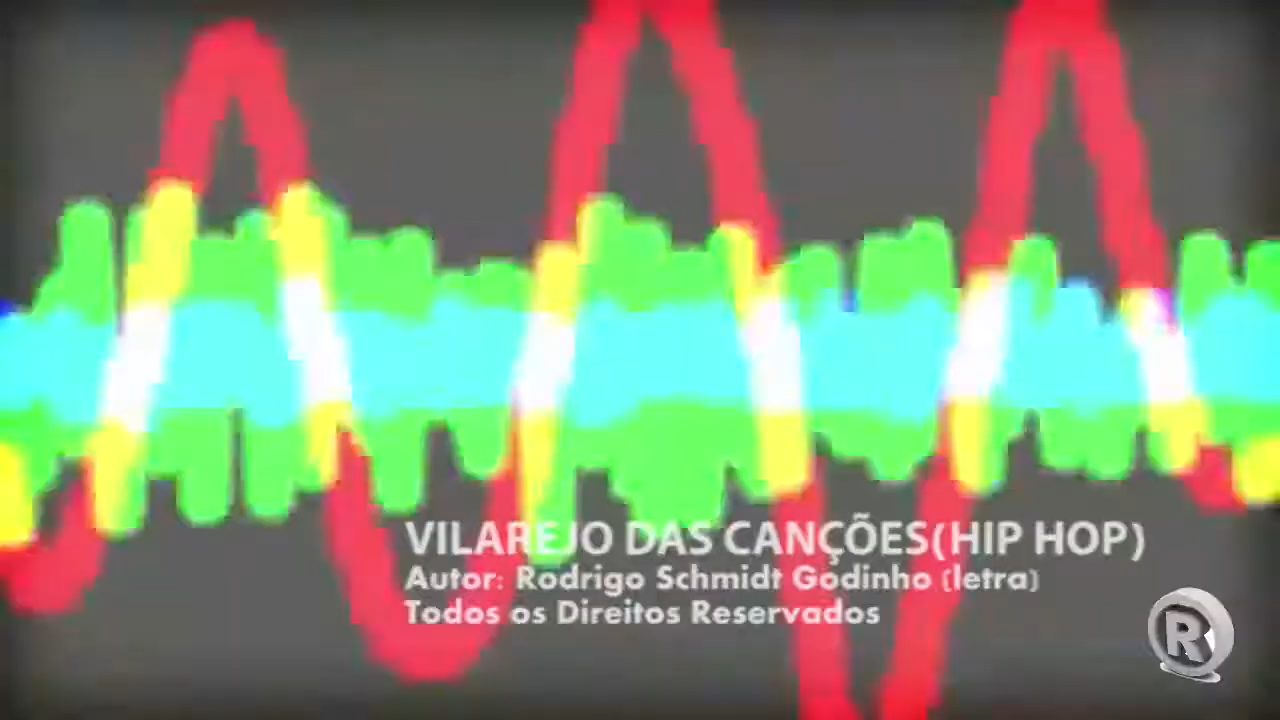 VILAREJO DAS CANÇÕES(HIP HOP)
Autor: Rodrigo Schmidt Godinho (letra)
Todos os Direitos Reservados
R